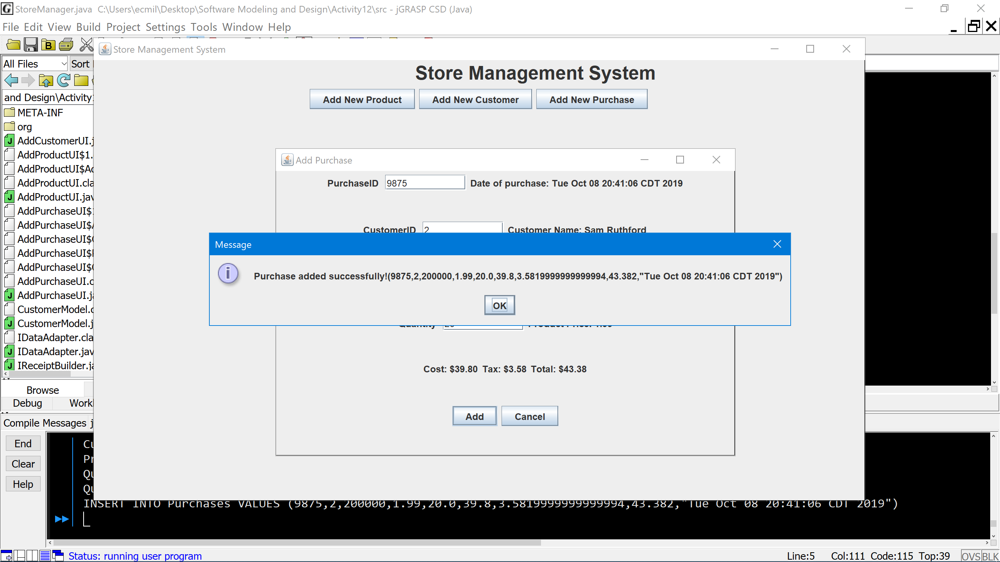 StoreManager.java  C:\Users\ecmil\Desktop\Software Modeling and Design\Activity12\src - jGRASP CSD (Java)
File Edit View Build Project Settings Tools Window Help
Store Management System
All Files
Sort
Store Management System
and Design\Activity
Add New Product
Add New Customer
Add New Purchase
META-INF
org
AddCustomerUI.j
AddProductUI$1.
AddProductUI$Ac
AddProductUI.cla
AddProductUI.jav
AddPurchaseUI$
AddPurchaseUI$
AddPurchaseUI$
AddPurchaseUI$
AddPurchaseUI$
AddPurchaseUI.c
AddPurchaseUI.ja
CustomerModel.c
CustomerModel.j
IDataAdapter.cla
IDataAdapter.jav
IReceiptBuilder.ja
Add Purchase
PurchaseID 9875 Date of purchase: Tue Oct 08 20:41:06 CDT 2019
CustomerID 2 Customer Name: Sam Ruthford
Message
Purchase added successfully!(9875,2,200000,1.99,20.0,39.8,3.5819999999999994,43.382,"Tue Oct 08 20:41:06 CDT 2019")
OK
Cost: $39.80 Tax: $3.58 Total: $43.38
Add
Cancel
Browse
Debug
Workl
Compile Messages j
End
Clear
Help
Cu
Pr
Qu
Qu
INSERT INTO Purchases VALUES (9875,2,200000,1.99,20.0,39.8,3.5819999999999994,43.382,"Tue Oct 08 20:41:06 CDT 2019")
Status: running user program
Line:5 Col:111 Code:115 Top:39 OVS BLK